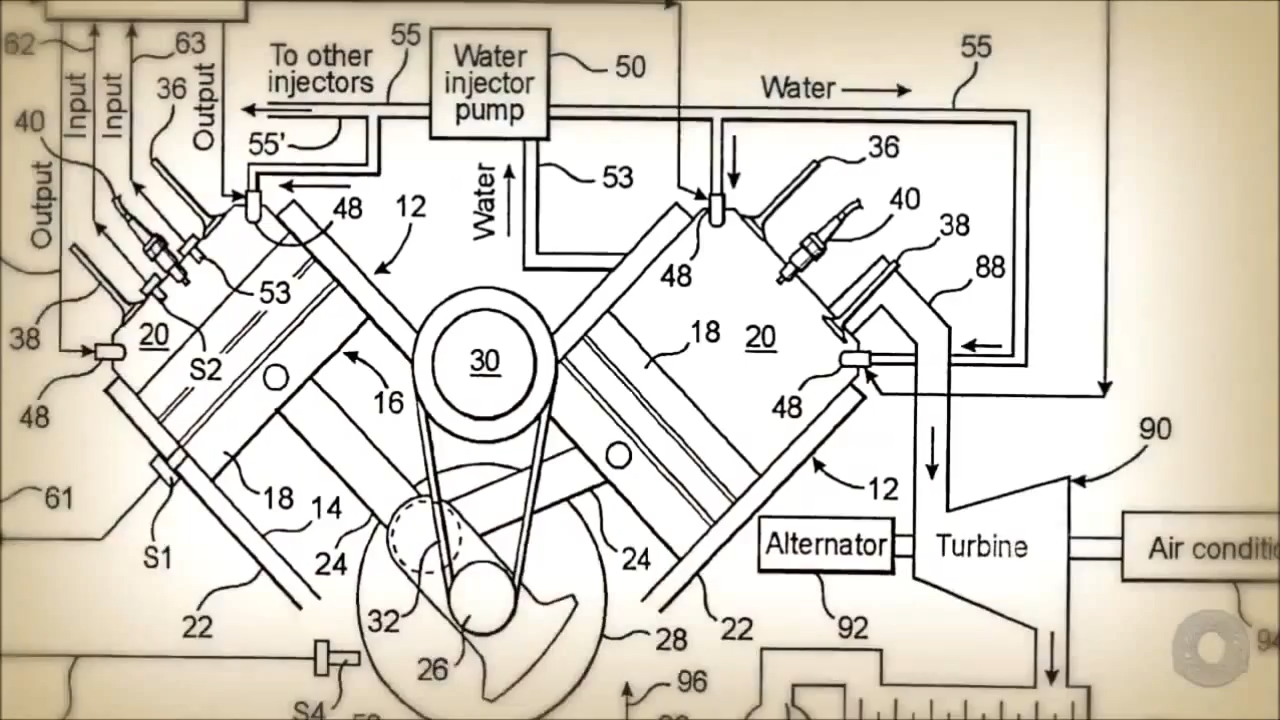 62
63
55
55
To other
injectors
Water
injector
pump
50
Water
36
Input
Input
Output
40
55'
36
Water
53
Output
48
12
40
38
48
88
53
38
20
S2
30
18
20
16
48
48
90
61
18
14
12
S1
24
24
Alternator
Turbine
Air conditi
22
32
28
22
92
26
96
S4